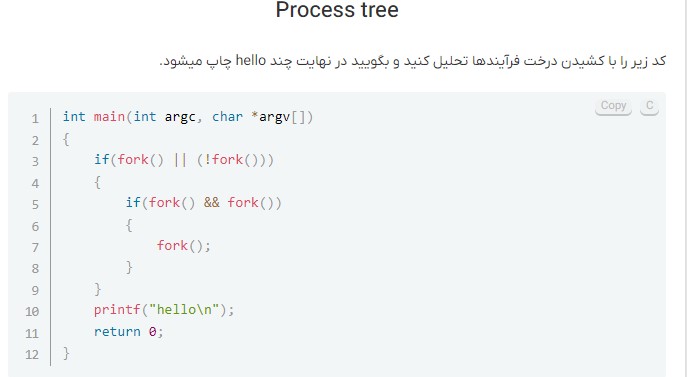 Process tree
کد زیر را با کشیدن درخت فرآیندها تحلیل کنید و بگویید در نهایت چند hello چاپ میشود.
Copy C
1 int main(int argc, char *argv[])
2 {
3     if(fork() || (!fork()))
4     {
5         if(fork() && fork())
6         {
7             fork();
8         }
9     }
10     printf("hello\n");
11     return 0;
12 }